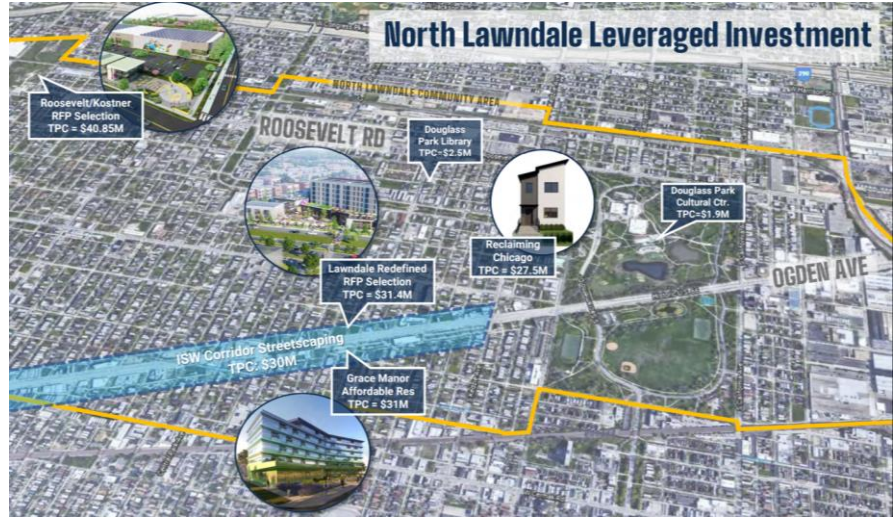 North Lawndale Leveraged Investment
290
NORTH LAWNDALE COMMUNITY AREA
Roosevelt/Kostner
RFP Selection
TPC = $40.85M
ROOSEVELT RD
Douglass
Park Library
TPC=$2.5M
Douglass Park
Cultural Ctr.
TPC=$1.9M
Reclaiming
Chicago
TPC = $27.5M
OGDEN AVE
Lawndale Redefined
RFP Selection
TPC = $31.4M
ISW Corridor Streetscaping
TPC: $30M
Grace Manor
Affordable Res
TPC = $31M